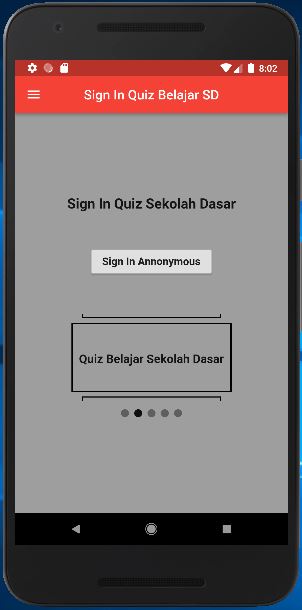 8:02
Sign In Quiz Belajar SD
Sign In Quiz Sekolah Dasar
Sign In Annonymous
Quiz Belajar Sekolah Dasar